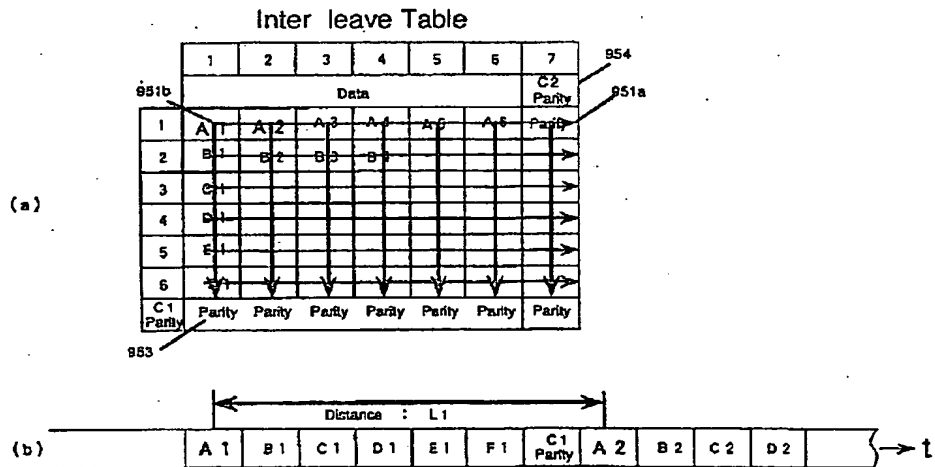 Inter leave Table
1 2 3 4 5 6 7
954
Data
C2 Parity
951b
951a
1 A 1 A 2 A 3 A 4 A 5 A 6 Parity
2 B 1 B 2 B 3 B 4
3 C 1
(a)
4 D 1
5 E 1
6
C1 Parity Parity Parity Parity Parity Parity Parity Parity
953
Distance : L1
(b) A 1 B 1 C 1 D 1 E 1 F 1 C1 Parity A 2 B 2 C 2 D 2 t